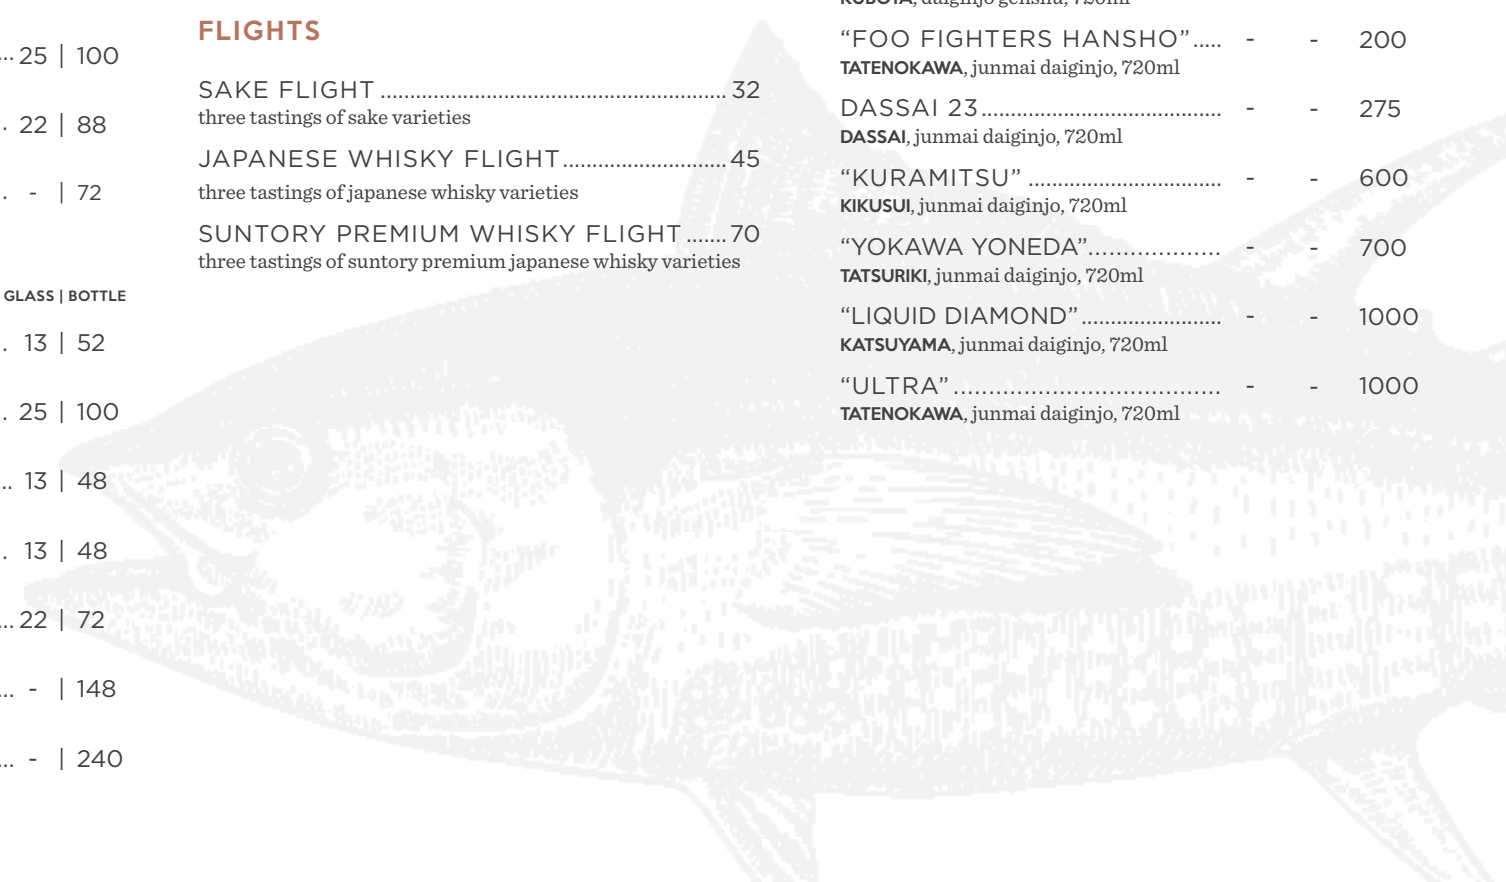 ... 25 | 100
. 22 | 88
. - | 72
GLASS | BOTTLE
. 13 | 52
. 25 | 100
.. 13 | 48
. 13 | 48
... 22 | 72
... - | 148
... - | 240
FLIGHTS
SAKE FLIGHT ........................................................... 32
three tastings of sake varieties
JAPANESE WHISKY FLIGHT............................ 45
three tastings of japanese whisky varieties
SUNTORY PREMIUM WHISKY FLIGHT ....... 70
three tastings of suntory premium japanese whisky varieties
KUBOTA, daiginjo genshu, 720ml
“FOO FIGHTERS HANSHO”..... - - 200
TATENOKAWA, junmai daiginjo, 720ml
DASSAI 23......................................... - - 275
DASSAI, junmai daiginjo, 720ml
“KURAMITSU” ................................. - - 600
KIKUSUI, junmai daiginjo, 720ml
“YOKAWA YONEDA”................... - - 700
TATSURIKI, junmai daiginjo, 720ml
“LIQUID DIAMOND”........................ - - 1000
KATSUYAMA, junmai daiginjo, 720ml
“ULTRA”...................................... - - 1000
TATENOKAWA, junmai daiginjo, 720ml